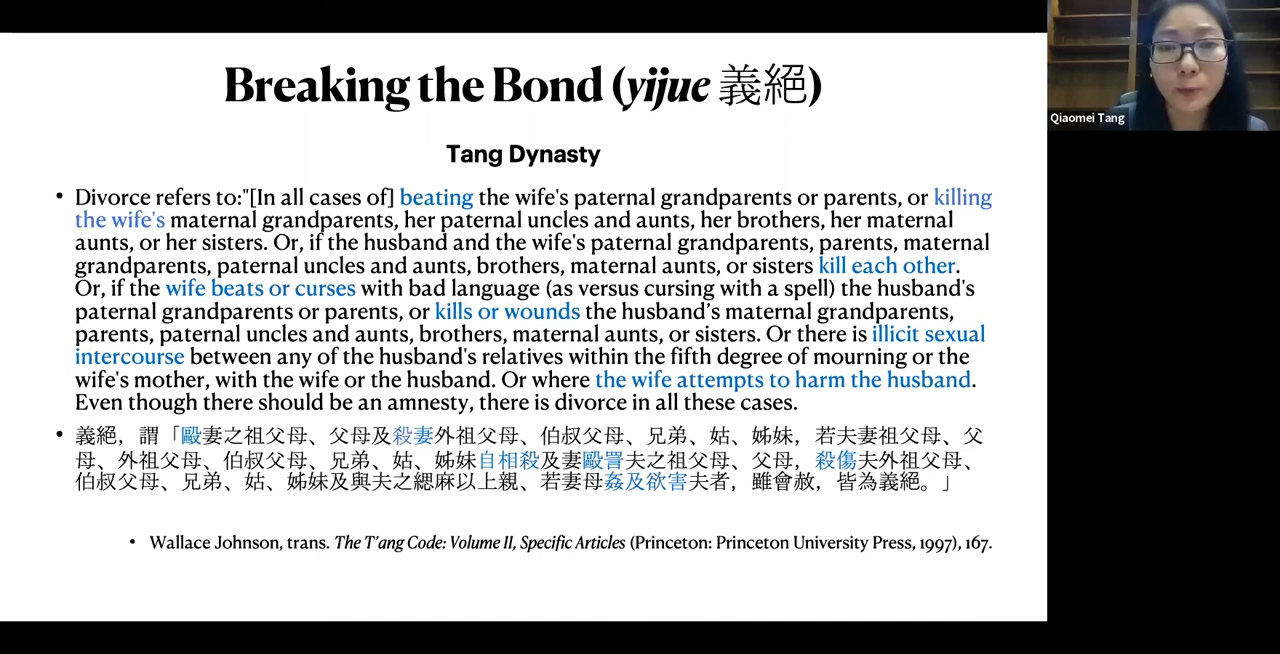 Breaking the Bond (yijue 義絕)
Qiaomei Tang
Tang Dynasty
• Divorce refers to:"[In all cases of] beating the wife's paternal grandparents or parents, or killing
the wife's maternal grandparents, her paternal uncles and aunts, her brothers, her maternal
aunts, or her sisters. Or, if the husband and the wife's paternal grandparents, parents, maternal
grandparents, paternal uncles and aunts, brothers, maternal aunts, or sisters kill each other.
Or, if the wife beats or curses with bad language (as versus cursing with a spell) the husband's
paternal grandparents or parents, or kills or wounds the husband's maternal grandparents,
parents, paternal uncles and aunts, brothers, maternal aunts, or sisters. Or there is illicit sexual
intercourse between any of the husband's relatives within the fifth degree of mourning or the
wife's mother, with the wife or the husband. Or where the wife attempts to harm the husband.
Even though there should be an amnesty, there is divorce in all these cases.
• 義絕，謂「毆妻之祖父母、父母及殺妻外祖父母、伯叔父母、兄弟、姑、姊妹，若夫妻祖父母、父
母、外祖父母、伯叔父母、兄弟、姑、姊妹自相殺及妻毆詈夫之祖父母、父母，殺傷夫外祖父母、
伯叔父母、兄弟、姑、姊妹及與夫之緦麻以上親、若妻母姦及欲害夫者，雖會赦，皆為義絕。」
• Wallace Johnson, trans. The T'ang Code: Volume II, Specific Articles (Princeton: Princeton University Press, 1997), 167.